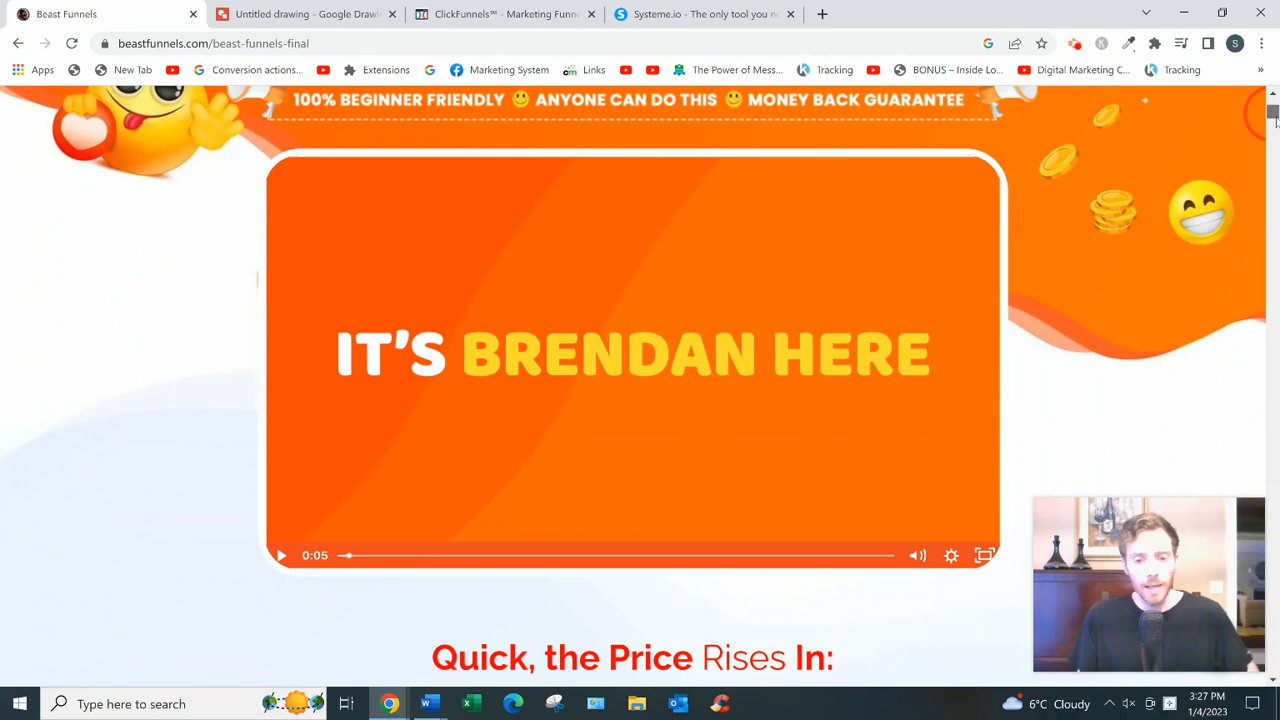 Beast Funnels
Untitled drawing - Google Drawi
ClickFunnels™ - Marketing Funne
Systeme.io - The only tool you ne
beastfunnels.com/beast-funnels-final
S
Apps
New Tab
Conversion actions...
Extensions
Marketing System
Links
The Power of Mess...
Tracking
BONUS – Inside Lo...
Digital Marketing C...
Tracking
»
100% BEGINNER FRIENDLY ANYONE CAN DO THIS MONEY BACK GUARANTEE
IT'S BRENDAN HERE
0:05
Quick, the Price Rises In:
Type here to search
6°C Cloudy
3:27 PM
1/4/2023